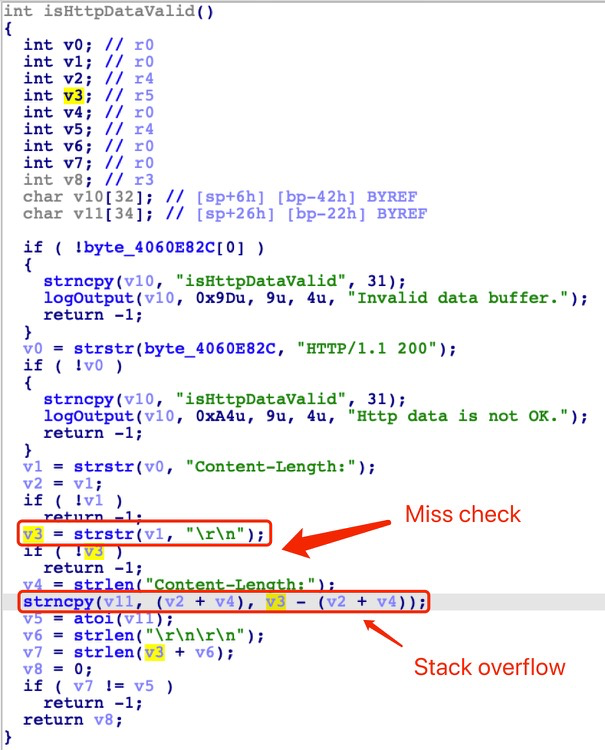 int isHttpDataValid()
{
int v0; // r0
int v1; // r0
int v2; // r4
int v3; // r5
int v4; // r0
int v5; // r4
int v6; // r0
int v7; // r0
int v8; // r3
char v10[32]; // [sp+6h] [bp-42h] BYREF
char v11[34]; // [sp+26h] [bp-22h] BYREF
if ( !byte_4060E82C[0] )
{
strncpy(v10, "isHttpDataValid", 31);
logOutput(v10, 0x9Du, 9u, 4u, "Invalid data buffer.");
return -1;
}
v0 = strstr(byte_4060E82C, "HTTP/1.1 200");
if ( !v0 )
{
strncpy(v10, "isHttpDataValid", 31);
logOutput(v10, 0xA4u, 9u, 4u, "Http data is not OK.");
return -1;
}
v1 = strstr(v0, "Content-Length:");
v2 = v1;
if ( !v1 )
return -1;
v3 = strstr(v1, "\r\n");
Miss check
if ( !v3 )
return -1;
v4 = strlen("Content-Length:");
strncpy(v11, (v2 + v4), v3 - (v2 + v4));
v5 = atoi(v11);
v6 = strlen("\r\n\r\n");
v7 = strlen(v3 + v6);
Stack overflow
v8 = 0;
if ( v7 != v5 )
return -1;
return v8;
}